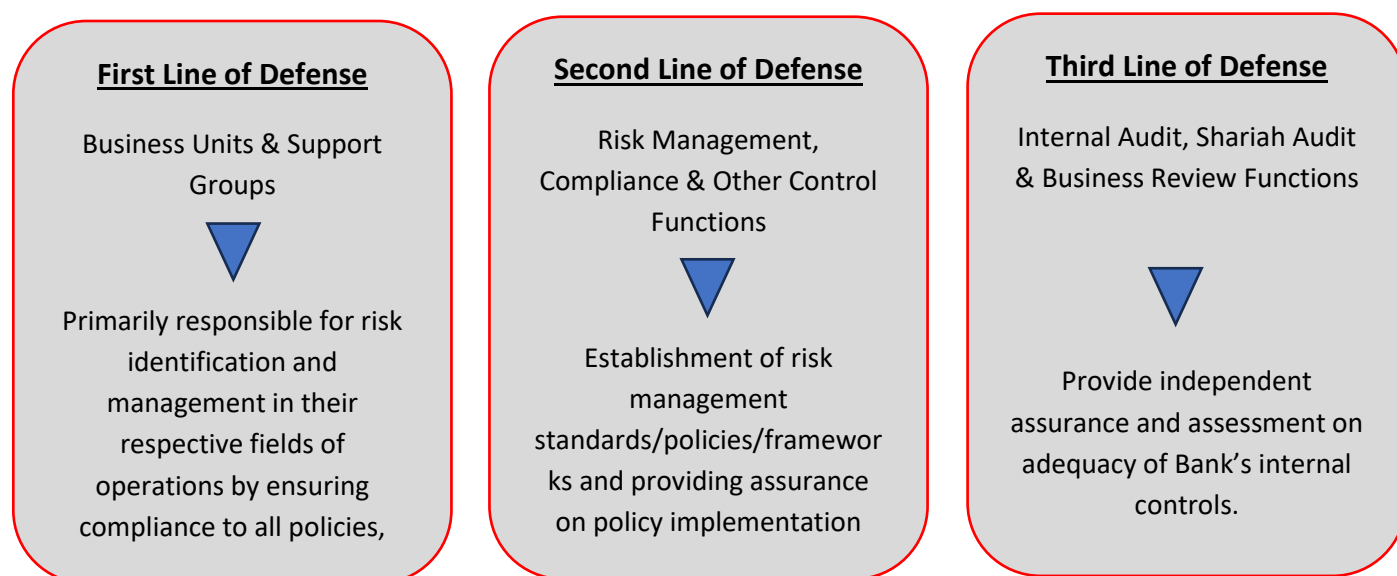 First Line of Defense
Business Units & Support
Groups
Primarily responsible for risk
identification and
management in their
respective fields of
operations by ensuring
compliance to all policies,
Second Line of Defense
Risk Management,
Compliance & Other Control
Functions
Establishment of risk
management
standards/policies/framewor
ks and providing assurance
on policy implementation
Third Line of Defense
Internal Audit, Shariah Audit
& Business Review Functions
Provide independent
assurance and assessment on
adequacy of Bank’s internal
controls.